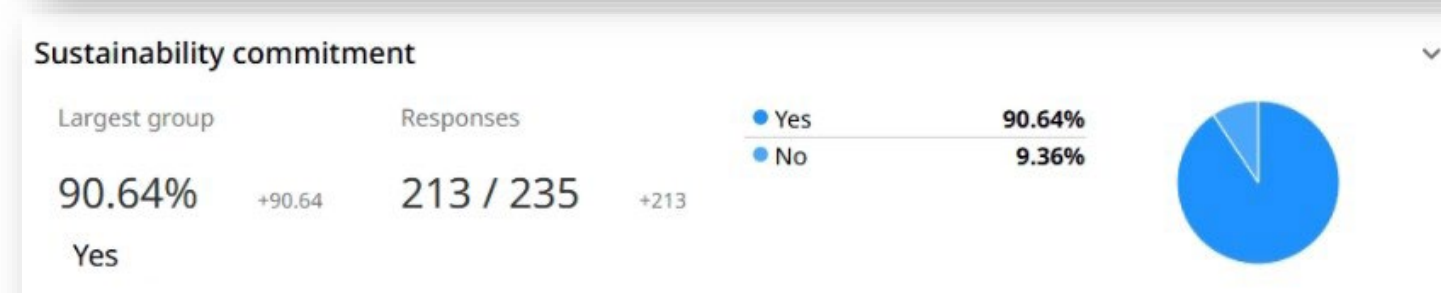 Sustainability commitment
Largest group
Responses
90.64%
+90.64
213 / 235
+213
Yes
Yes 90.64%
No 9.36%